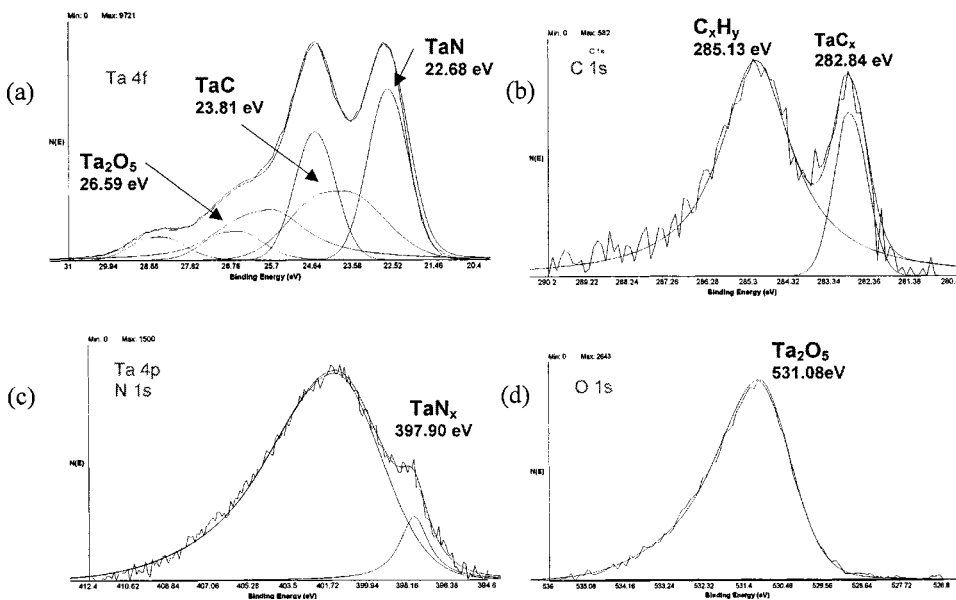 (a)
Min: 0 Max: 9721
Ta 4f
TaN
22.68 eV
TaC
23.81 eV
Ta2O5
26.59 eV
N(E)
31 29.94 28.88 27.82 26.76 25.7 24.64 23.58 22.52 21.46 20.4
Binding Energy (eV)
(b)
Min: 0 Max: 582
C 1s
C 1s
CxHy
285.13 eV
TaCx
282.84 eV
N(E)
290.2 289.22 288.24 287.26 286.28 285.3 284.32 283.34 282.36 281.38 280.
Binding Energy (eV)
(c)
Min: 0 Max: 1500
Ta 4p
N 1s
TaNx
397.90 eV
N(E)
412.4 410.62 408.84 407.06 405.28 403.5 401.72 399.94 398.16 396.38 394.6
Binding Energy (eV)
(d)
Min: 0 Max: 2643
O 1s
Ta2O5
531.08eV
N(E)
536 535.08 534.16 533.24 532.32 531.4 530.48 529.56 528.64 527.72 526.8
Binding Energy (eV)